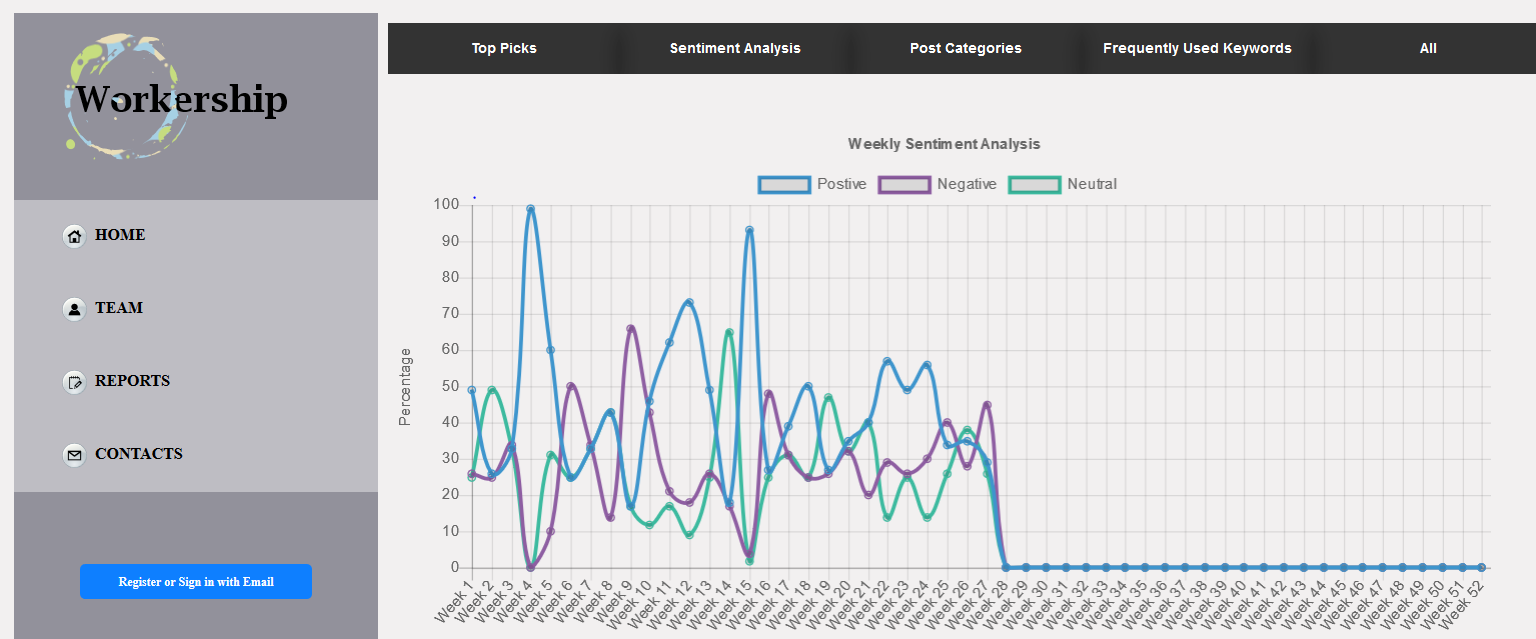 Workership
HOME
TEAM
REPORTS
CONTACTS
Register or Sign in with Email
Top Picks Sentiment Analysis Post Categories Frequently Used Keywords All
Weekly Sentiment Analysis
Postive Negative Neutral
Percentage
100
90
80
70
60
50
40
30
20
10
0
Week 1 Week 2 Week 3 Week 4 Week 5 Week 6 Week 7 Week 8 Week 9 Week 10 Week 11 Week 12 Week 13 Week 14 Week 15 Week 16 Week 17 Week 18 Week 19 Week 20 Week 21 Week 22 Week 23 Week 24 Week 25 Week 26 Week 27 Week 28 Week 29 Week 30 Week 31 Week 32 Week 33 Week 34 Week 35 Week 36 Week 37 Week 38 Week 39 Week 40 Week 41 Week 42 Week 43 Week 44 Week 45 Week 46 Week 47 Week 48 Week 49 Week 50 Week 51 Week 52